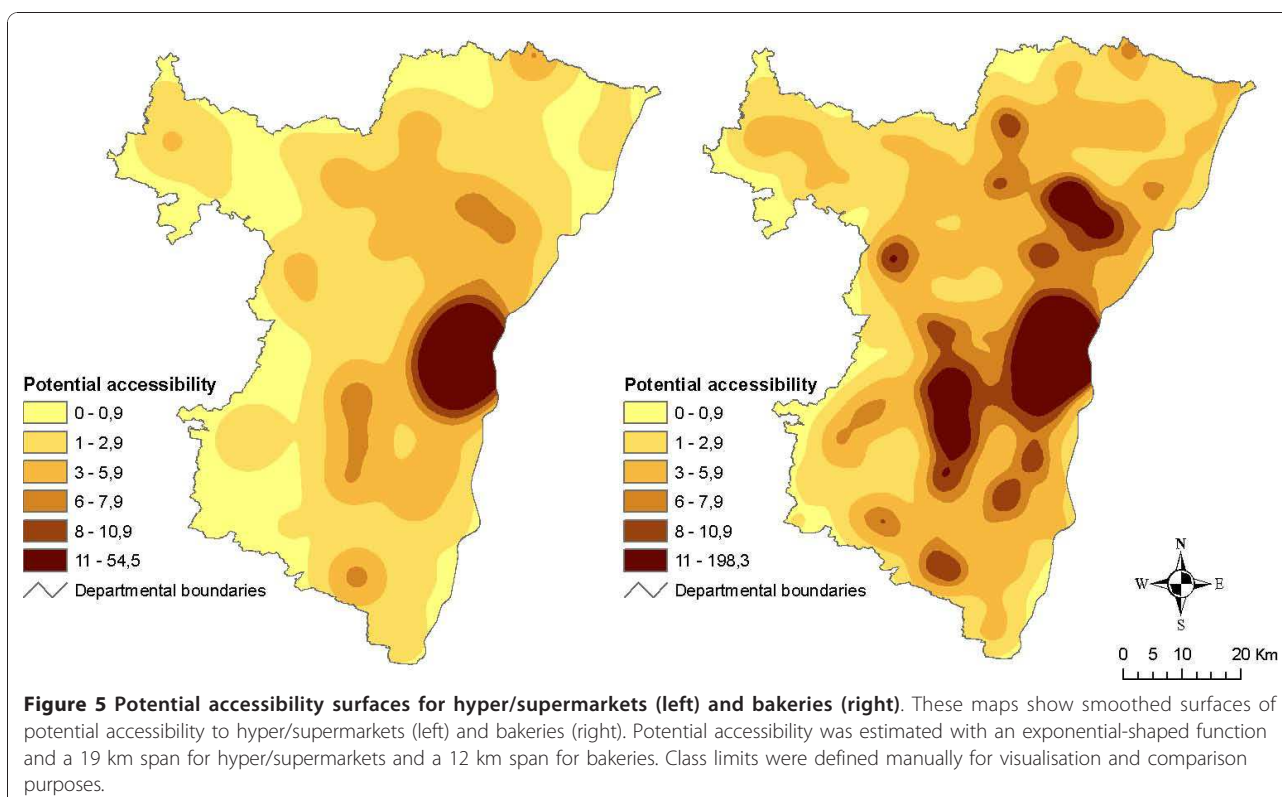 Potential accessibility
0 - 0,9
1 - 2,9
3 - 5,9
6 - 7,9
8 - 10,9
11 - 54,5
Departmental boundaries
Potential accessibility
0 - 0,9
1 - 2,9
3 - 5,9
6 - 7,9
8 - 10,9
11 - 198,3
Departmental boundaries
N
W E
S
0 5 10 20 Km
Figure 5 Potential accessibility surfaces for hyper/supermarkets (left) and bakeries (right). These maps show smoothed surfaces of
potential accessibility to hyper/supermarkets (left) and bakeries (right). Potential accessibility was estimated with an exponential-shaped function
and a 19 km span for hyper/supermarkets and a 12 km span for bakeries. Class limits were defined manually for visualisation and comparison
purposes.